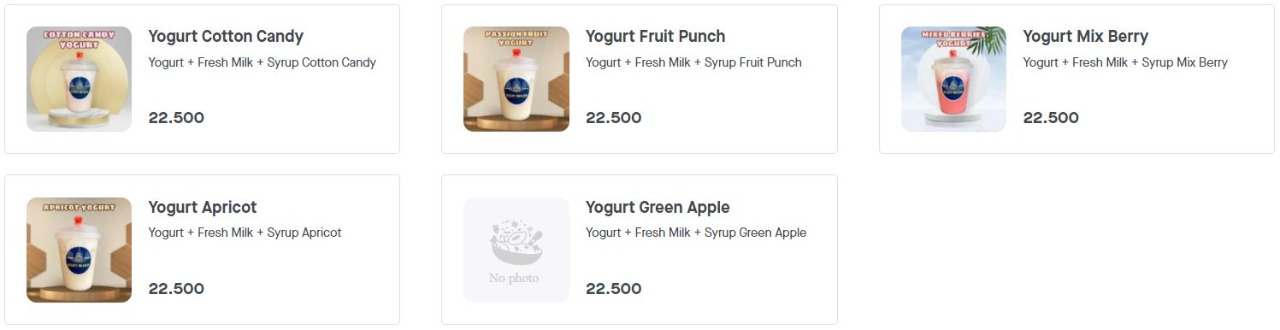 COTTON CANDY
YOGURT
Yogurt Cotton Candy
Yogurt + Fresh Milk + Syrup Cotton Candy
22.500
PASSION FRUIT
YOGURT
Yogurt Fruit Punch
Yogurt + Fresh Milk + Syrup Fruit Punch
22.500
MIXED BERRIES
YOGURT
Yogurt Mix Berry
Yogurt + Fresh Milk + Syrup Mix Berry
22.500
APRICOT YOGURT
Yogurt Apricot
Yogurt + Fresh Milk + Syrup Apricot
22.500
No photo
Yogurt Green Apple
Yogurt + Fresh Milk + Syrup Green Apple
22.500